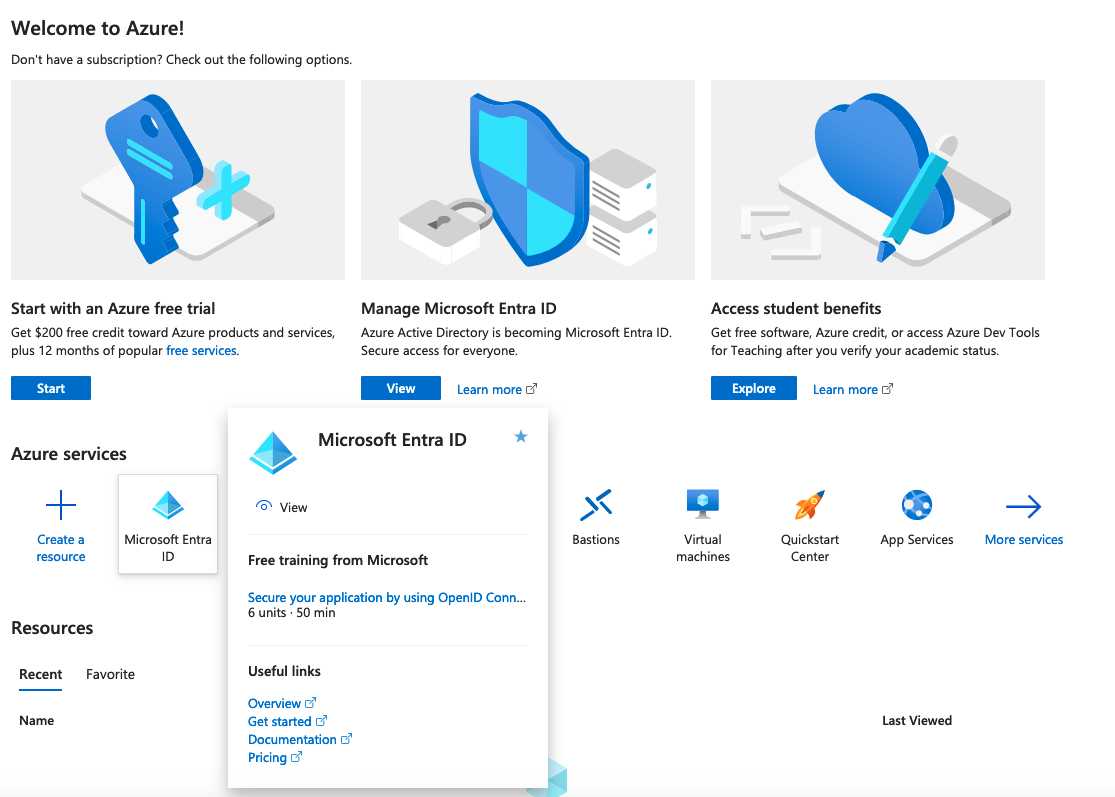 Welcome to Azure!
Don't have a subscription? Check out the following options.
Start with an Azure free trial
Get $200 free credit toward Azure products and services,
plus 12 months of popular free services.
Start
Manage Microsoft Entra ID
Azure Active Directory is becoming Microsoft Entra ID.
Secure access for everyone.
View
Learn more
Access student benefits
Get free software, Azure credit, or access Azure Dev Tools
for Teaching after you verify your academic status.
Explore
Learn more
Azure services
Create a
resource
Microsoft Entra
ID
Microsoft Entra ID
View
Free training from Microsoft
Secure your application by using OpenID Conn...
6 units · 50 min
Useful links
Overview
Get started
Documentation
Pricing
Bastions
Virtual
machines
Quickstart
Center
App Services
More services
Resources
Recent
Favorite
Name
Last Viewed